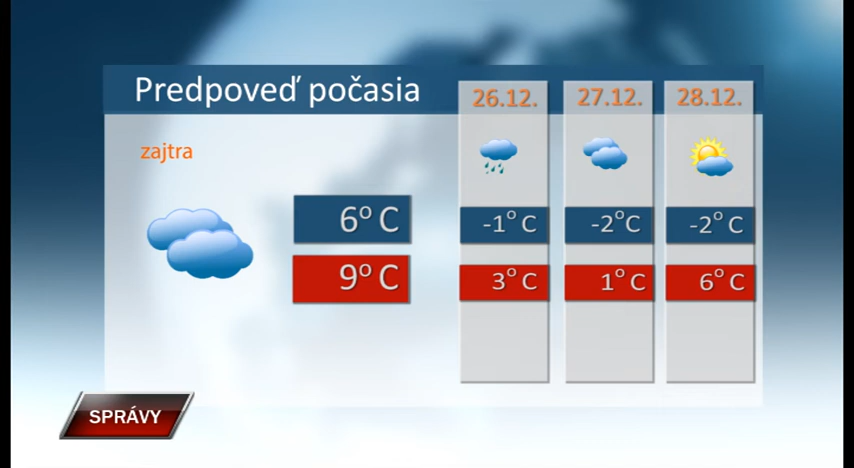 Predpoveď počasia
zajtra
6° C
9° C
26.12.
-1° C
3° C
27.12.
-2°C
1° C
28.12.
-2° C
6° C
SPRÁVY